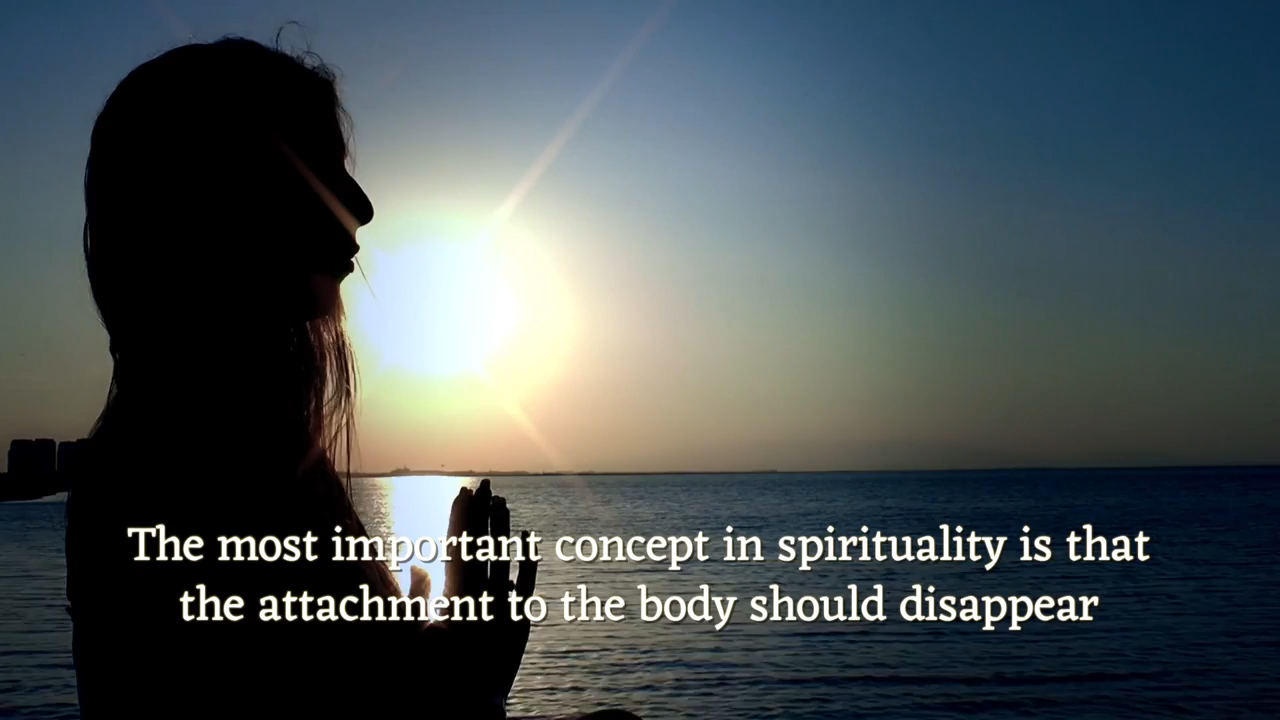 The most important concept in spirituality is that
the attachment to the body should disappear